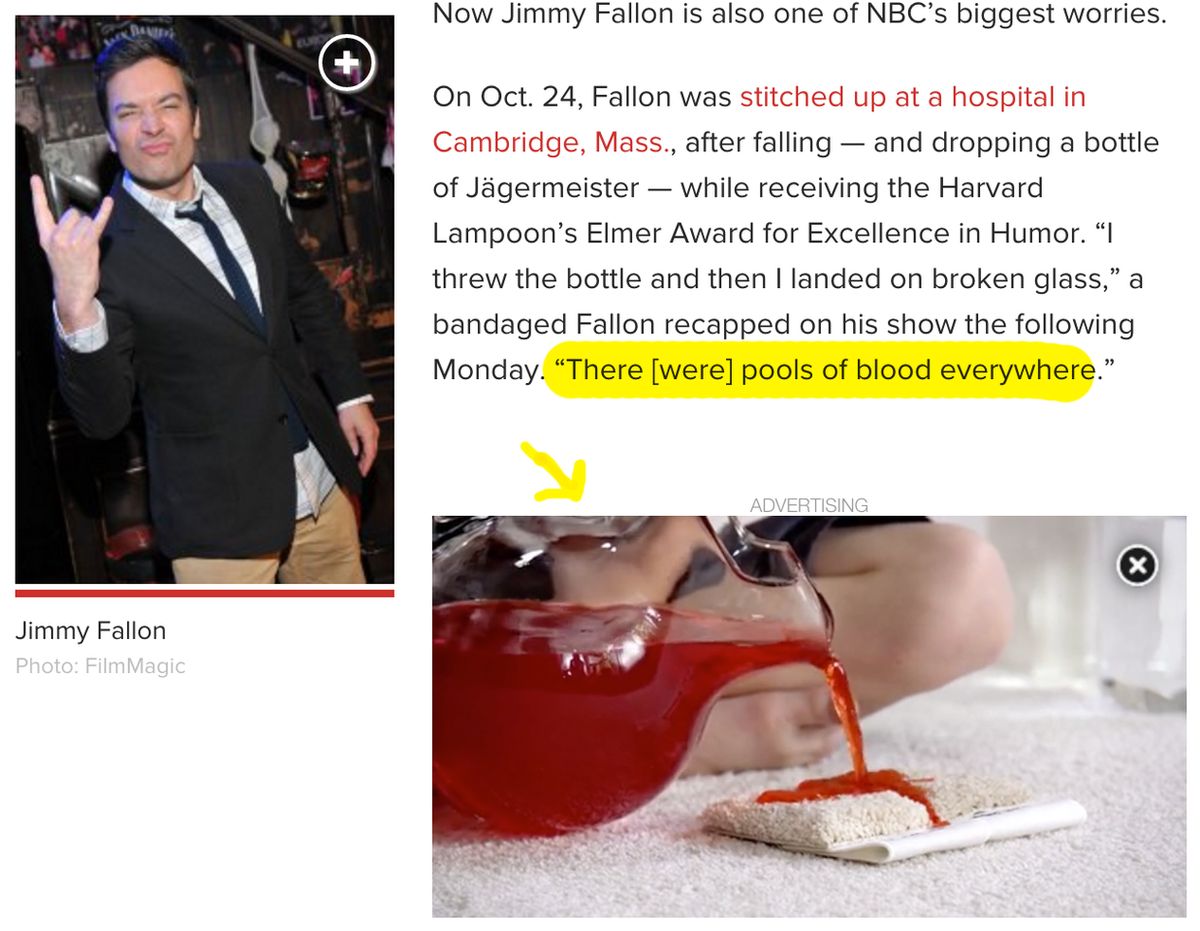 Now Jimmy Fallon is also one of NBC’s biggest worries.
On Oct. 24, Fallon was stitched up at a hospital in
Cambridge, Mass., after falling — and dropping a bottle
of Jägermeister — while receiving the Harvard
Lampoon’s Elmer Award for Excellence in Humor. “I
threw the bottle and then I landed on broken glass,” a
bandaged Fallon recapped on his show the following
Monday. “There [were] pools of blood everywhere.”
JACK DANIEL'S
Jimmy Fallon
Photo: FilmMagic
ADVERTISING